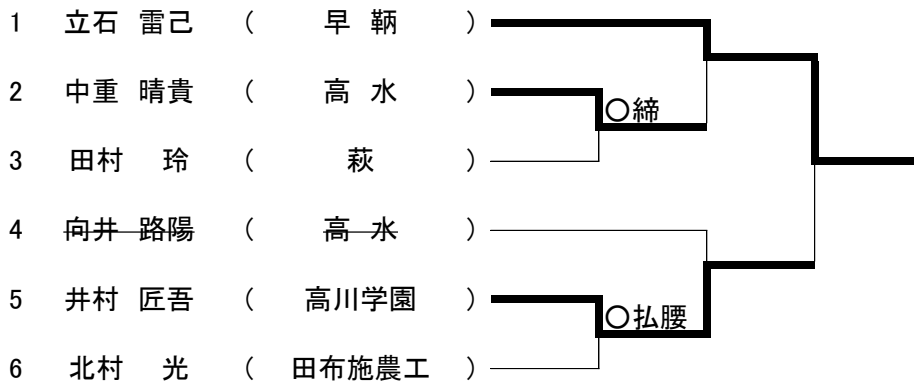 1 立石 雷己 ( 早 鞆 )
2 中重 晴貴 ( 高 水 )
〇締
3 田村 玲 ( 萩 )
4 向井 路陽 ( 高 水 )
5 井村 匠吾 ( 高川学園 )
〇払腰
6 北村 光 ( 田布施農工 )